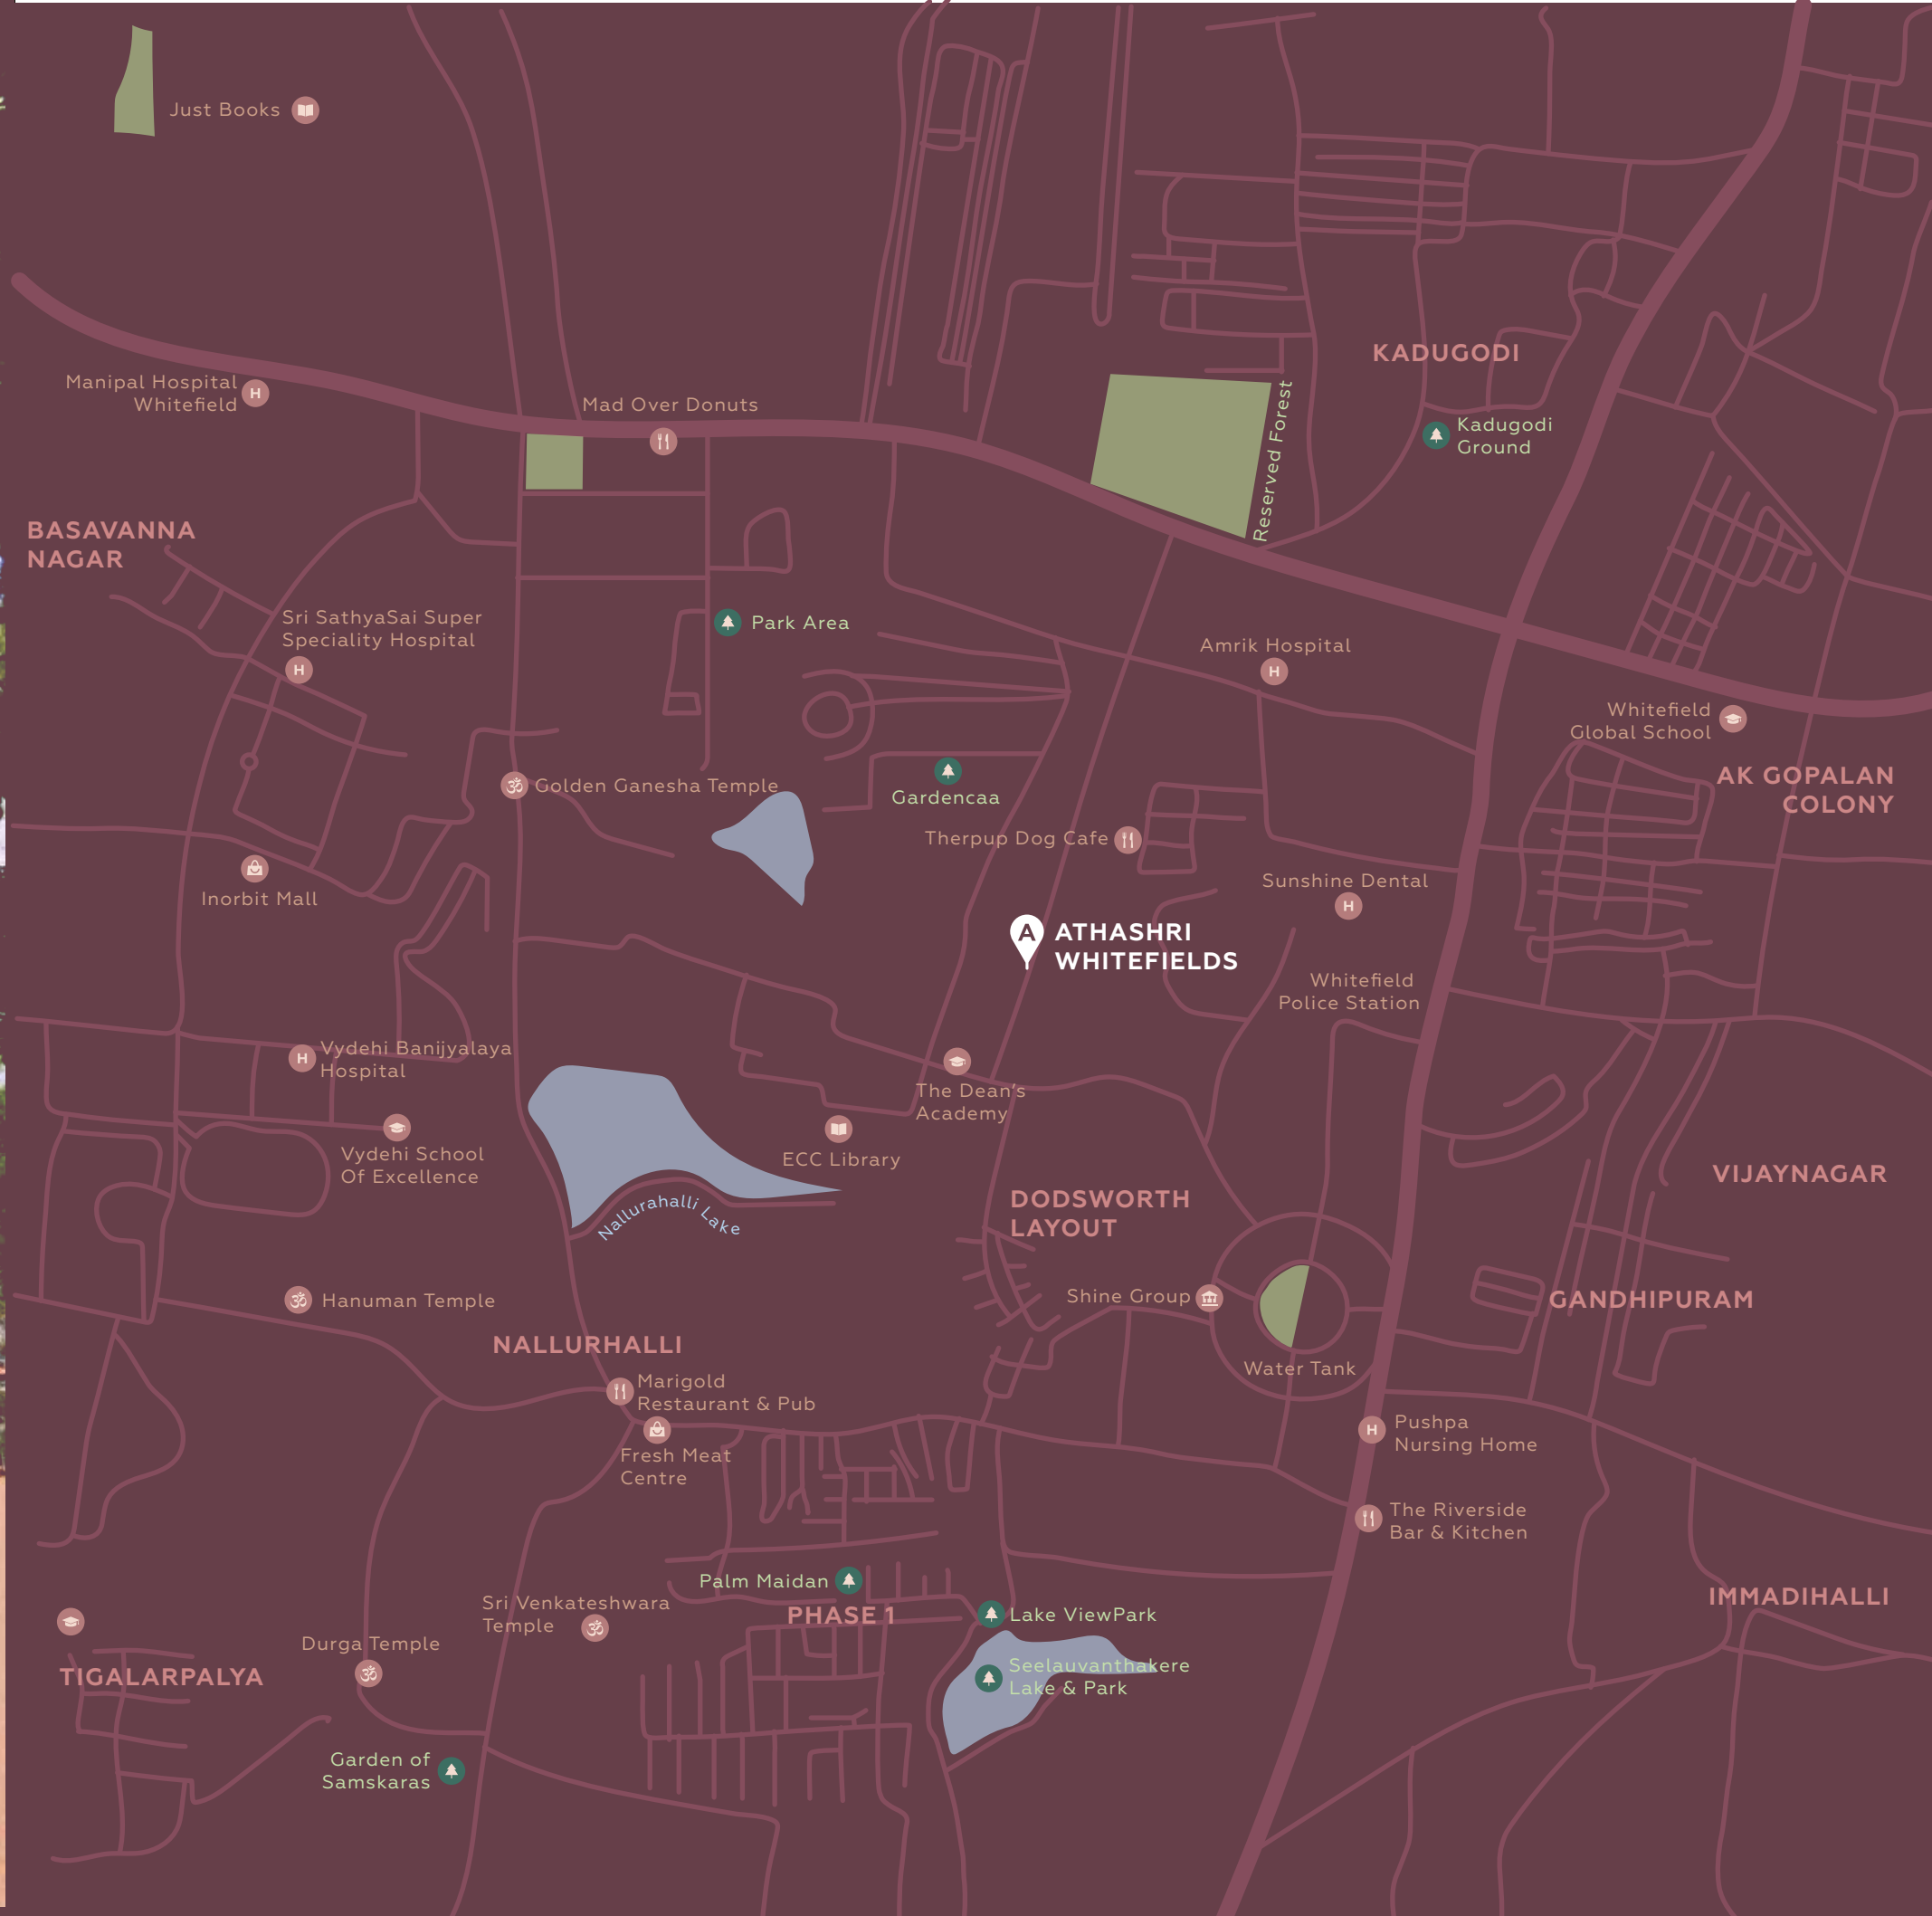 Just Books
KADUGODI
Manipal Hospital
Whitefield
H
Mad Over Donuts
Reserved Forest
Kadugodi
Ground
BASAVANNA
NAGAR
Sri SathyaSai Super
Speciality Hospital
H
Park Area
Amrik Hospital
H
Whitefield
Global School
AK GOPALAN
COLONY
ॐ
Golden Ganesha Temple
Gardencaa
Therpup Dog Cafe
Inorbit Mall
Sunshine Dental
H
A
ATHASHRI
WHITEFIELDS
Whitefield
Police Station
H
Vydehi Banijyalaya
Hospital
The Dean's
Academy
Vydehi School
Of Excellence
ECC Library
VIJAYNAGAR
DODSWORTH
LAYOUT
Nallurahalli Lake
ॐ
Hanuman Temple
Shine Group
GANDHIPURAM
NALLURHALLI
Water Tank
Marigold
Restaurant & Pub
Fresh Meat
Centre
H
Pushpa
Nursing Home
The Riverside
Bar & Kitchen
Palm Maidan
PHASE 1
Sri Venkateshwara
Temple
ॐ
Lake ViewPark
IMMADIHALLI
Durga Temple
ॐ
TIGALARPALYA
Seelauvanthakere
Lake & Park
Garden of
Samskaras